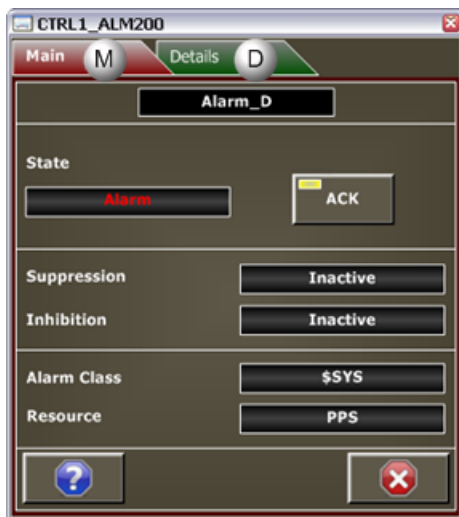 CTRL1_ALM200
Main M Details D
Alarm_D
State
Alarm ACK
Suppression Inactive
Inhibition Inactive
Alarm Class $SYS
Resource PPS
?